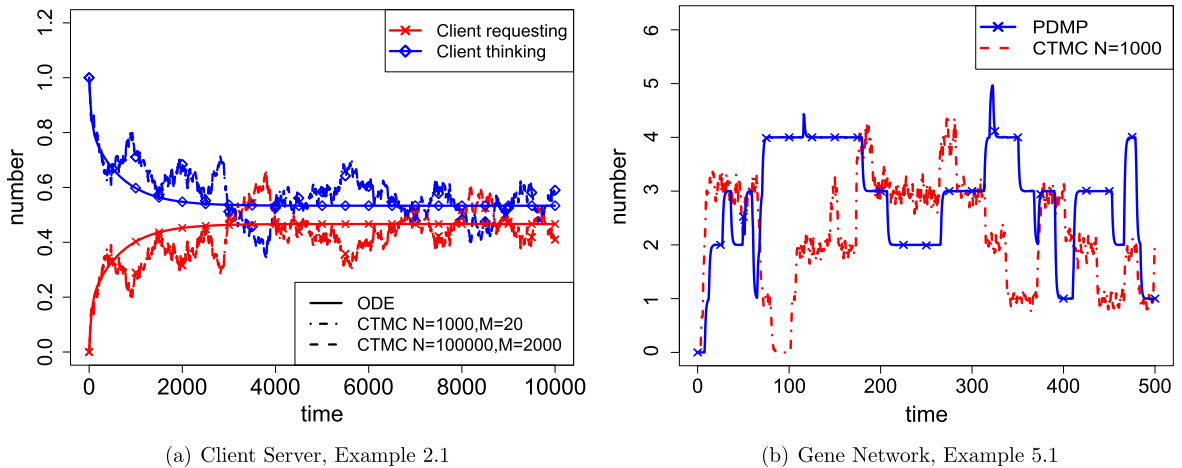 Client requesting
Client thinking
ODE
CTMC N=1000,M=20
CTMC N=100000,M=2000
number
0.0
0.2
0.4
0.6
0.8
1.0
1.2
0
2000
4000
6000
8000
10000
time
(a) Client Server, Example 2.1
PDMP
CTMC N=1000
number
0
1
2
3
4
5
6
0
100
200
300
400
500
time
(b) Gene Network, Example 5.1